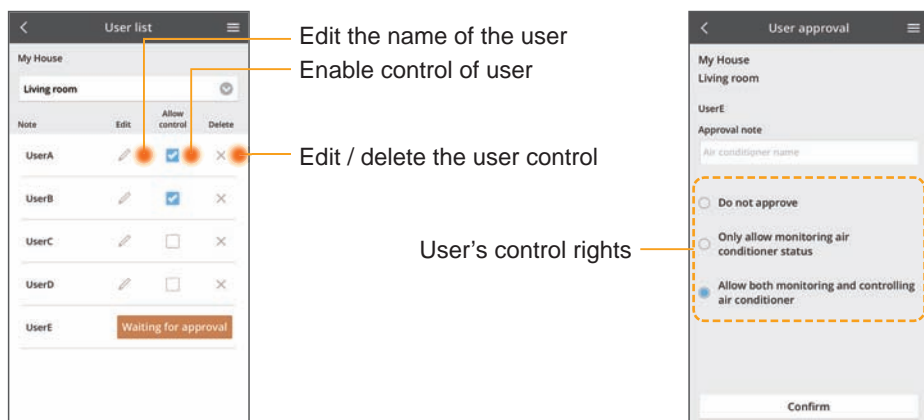 User list
My House
Living room
Note Edit Allow control Delete
UserA
UserB
UserC
UserD
UserE Waiting for approval
Edit the name of the user
Enable control of user
Edit / delete the user control
User's control rights
User approval
My House
Living room
UserE
Approval note
Air conditioner name
Do not approve
Only allow monitoring air
conditioner status
Allow both monitoring and controlling
air conditioner
Confirm